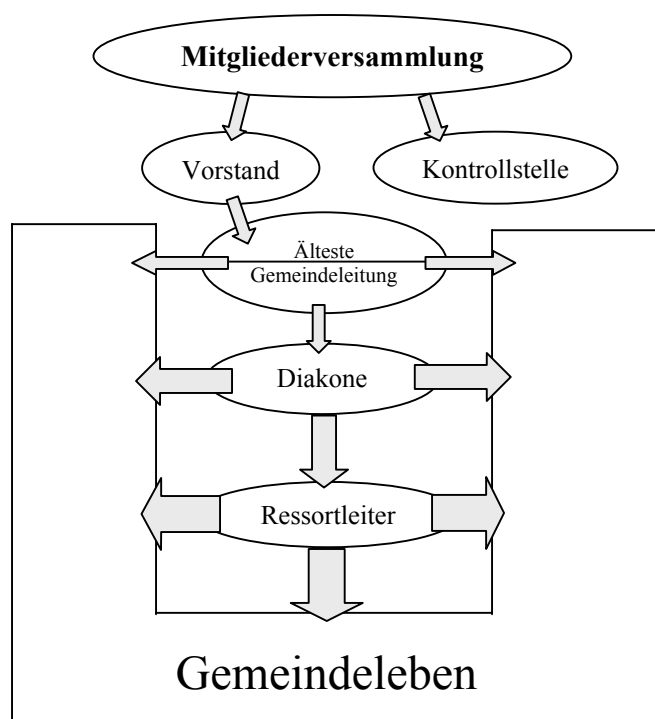 Mitgliederversammlung
Vorstand
Kontrollstelle
Älteste
Gemeindeleitung
Diakone
Ressortleiter
Gemeindeleben